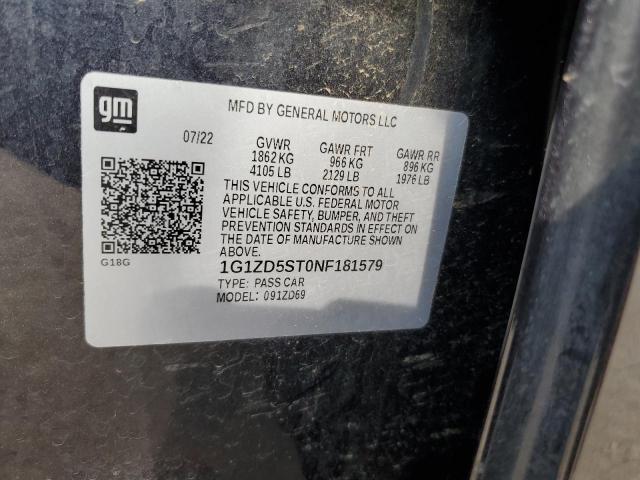 gm
MFD BY GENERAL MOTORS LLC
07/22 GVWR GAWR FRT GAWR RR
1862 KG 966 KG 896 KG
4105 LB 2129 LB 1976 LB
THIS VEHICLE CONFORMS TO ALL
APPLICABLE U.S. FEDERAL MOTOR
VEHICLE SAFETY, BUMPER, AND THEFT
PREVENTION STANDARDS IN EFFECT ON
THE DATE OF MANUFACTURE SHOWN
ABOVE.
G18G
1G1ZD5ST0NF181579
TYPE: PASS CAR
MODEL: 091ZD69